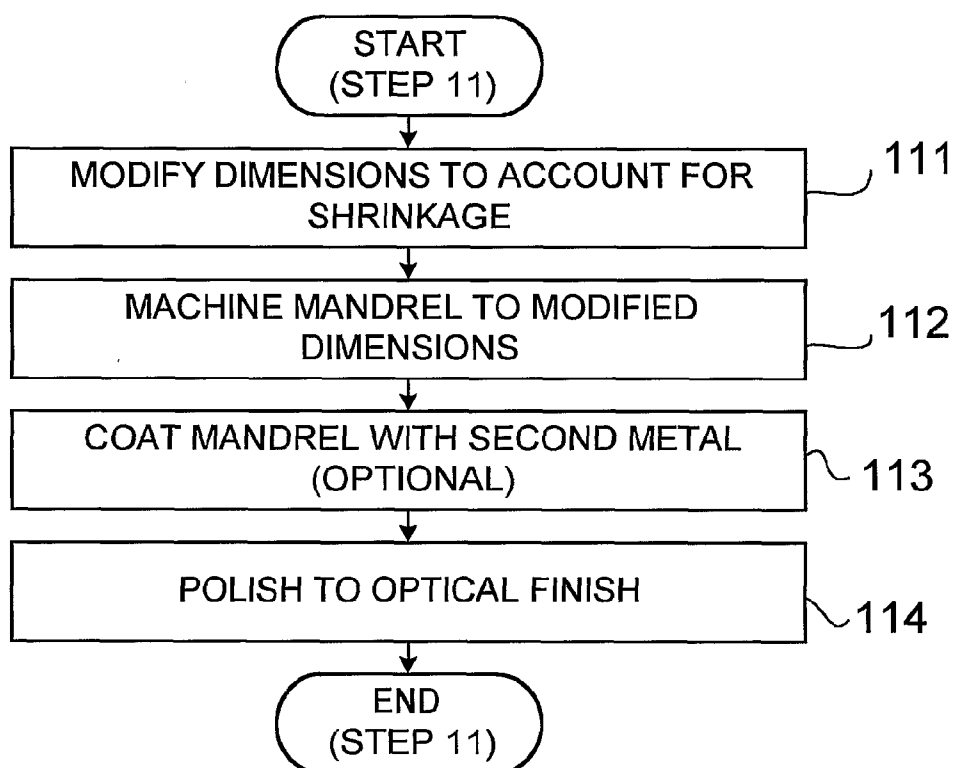 START
(STEP 11)
MODIFY DIMENSIONS TO ACCOUNT FOR
SHRINKAGE
111
MACHINE MANDREL TO MODIFIED
DIMENSIONS
112
COAT MANDREL WITH SECOND METAL
(OPTIONAL)
113
POLISH TO OPTICAL FINISH
114
END
(STEP 11)